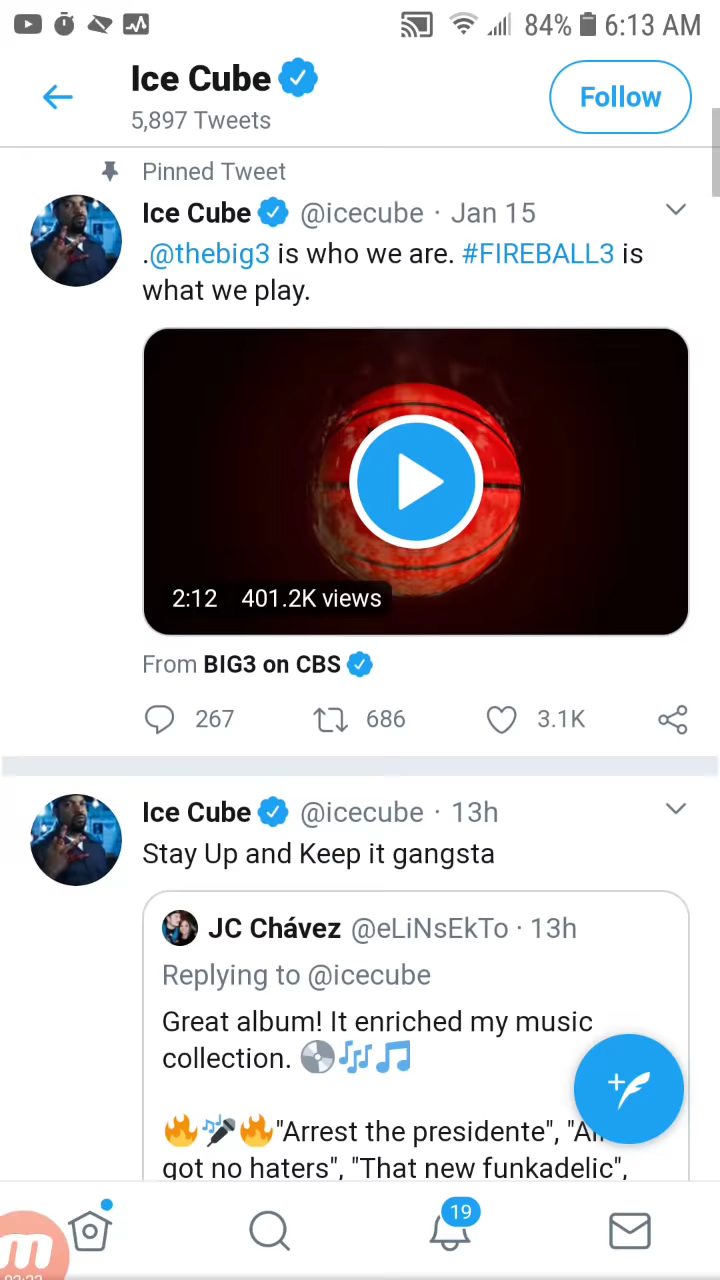 84% 6:13 AM
Ice Cube
5,897 Tweets
Follow
Pinned Tweet
Ice Cube @icecube · Jan 15
.@thebig3 is who we are. #FIREBALL3 is
what we play.
2:12 401.2K views
From BIG3 on CBS
267 686 3.1K
Ice Cube @icecube · 13h
Stay Up and Keep it gangsta
JC Chávez @eLiNsEkTo · 13h
Replying to @icecube
Great album! It enriched my music
collection. 💿🎶🎵
🔥🎤🔥"Arrest the presidente",
got no haters", "That new funkadelic",
19